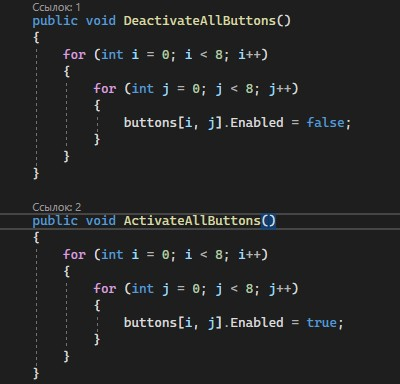 Ссылок: 1
public void DeactivateAllButtons()
{
for (int i = 0; i < 8; i++)
{
for (int j = 0; j < 8; j++)
{
buttons[i, j].Enabled = false;
}
}
}
Ссылок: 2
public void ActivateAllButtons()
{
for (int i = 0; i < 8; i++)
{
for (int j = 0; j < 8; j++)
{
buttons[i, j].Enabled = true;
}
}
}